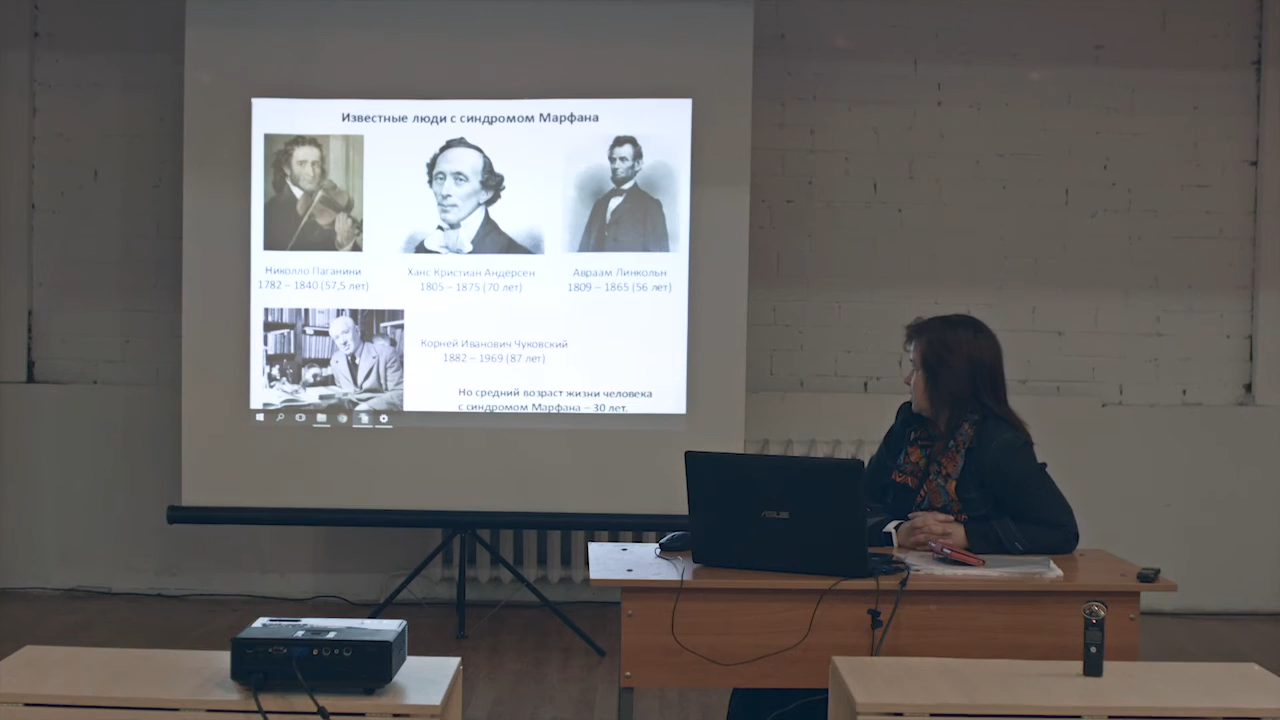 Известные люди с синдромом Марфана
Николло Паганини
1782 – 1840 (57,5 лет)
Ханс Кристиан Андерсен
1805 – 1875 (70 лет)
Авраам Линкольн
1809 – 1865 (56 лет)
Корней Иванович Чуковский
1882 – 1969 (87 лет)
Но средний возраст жизни человека
с синдромом Марфана – 30 лет.
ASUS